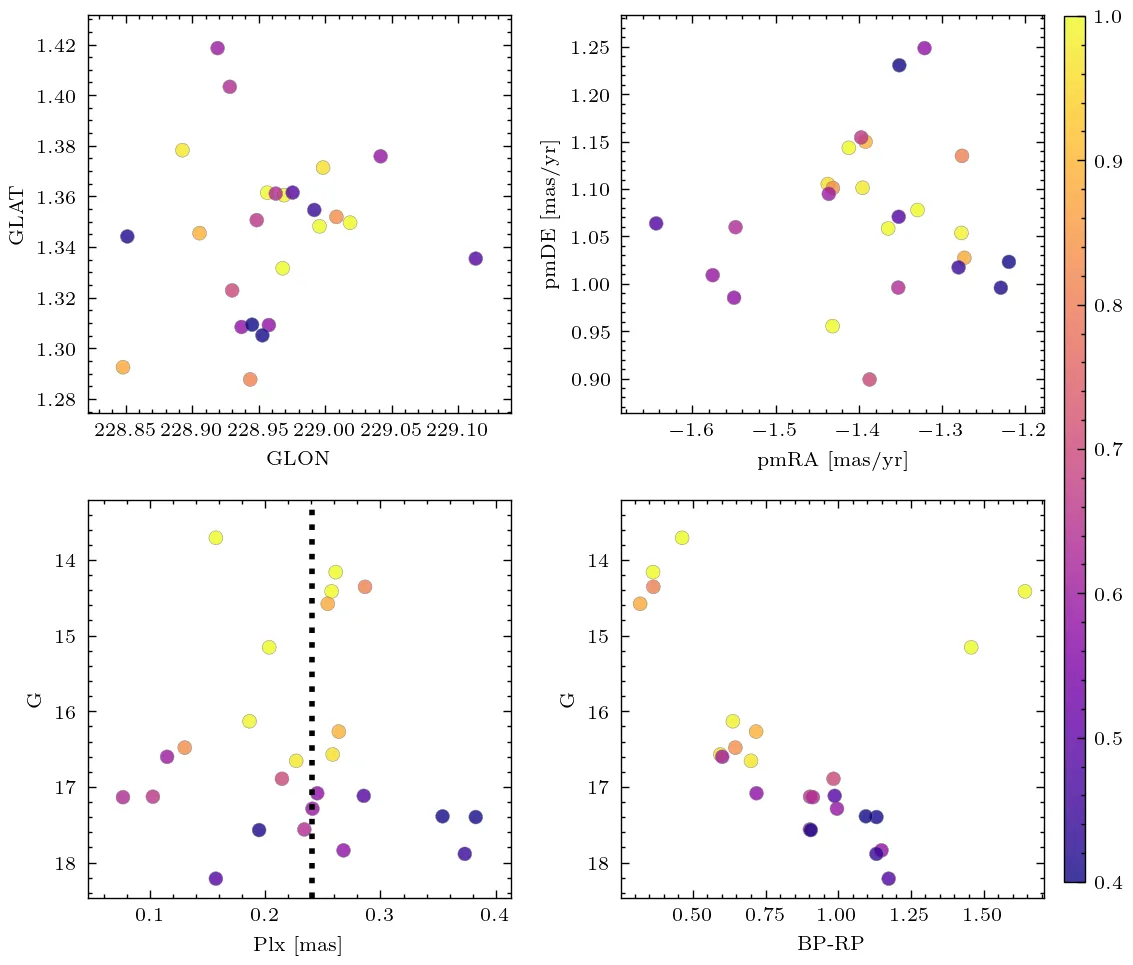 1.42
1.40
1.38
1.36
1.34
1.32
1.30
1.28
GLAT
228.85 228.90 228.95 229.00 229.05 229.10
GLON
1.25
1.20
1.15
1.10
1.05
1.00
0.95
0.90
pmDE [mas/yr]
−1.6 −1.5 −1.4 −1.3 −1.2
pmRA [mas/yr]
14
15
16
17
18
G
0.1 0.2 0.3 0.4
Plx [mas]
14
15
16
17
18
G
0.50 0.75 1.00 1.25 1.50
BP-RP
1.0
0.9
0.8
0.7
0.6
0.5
0.4